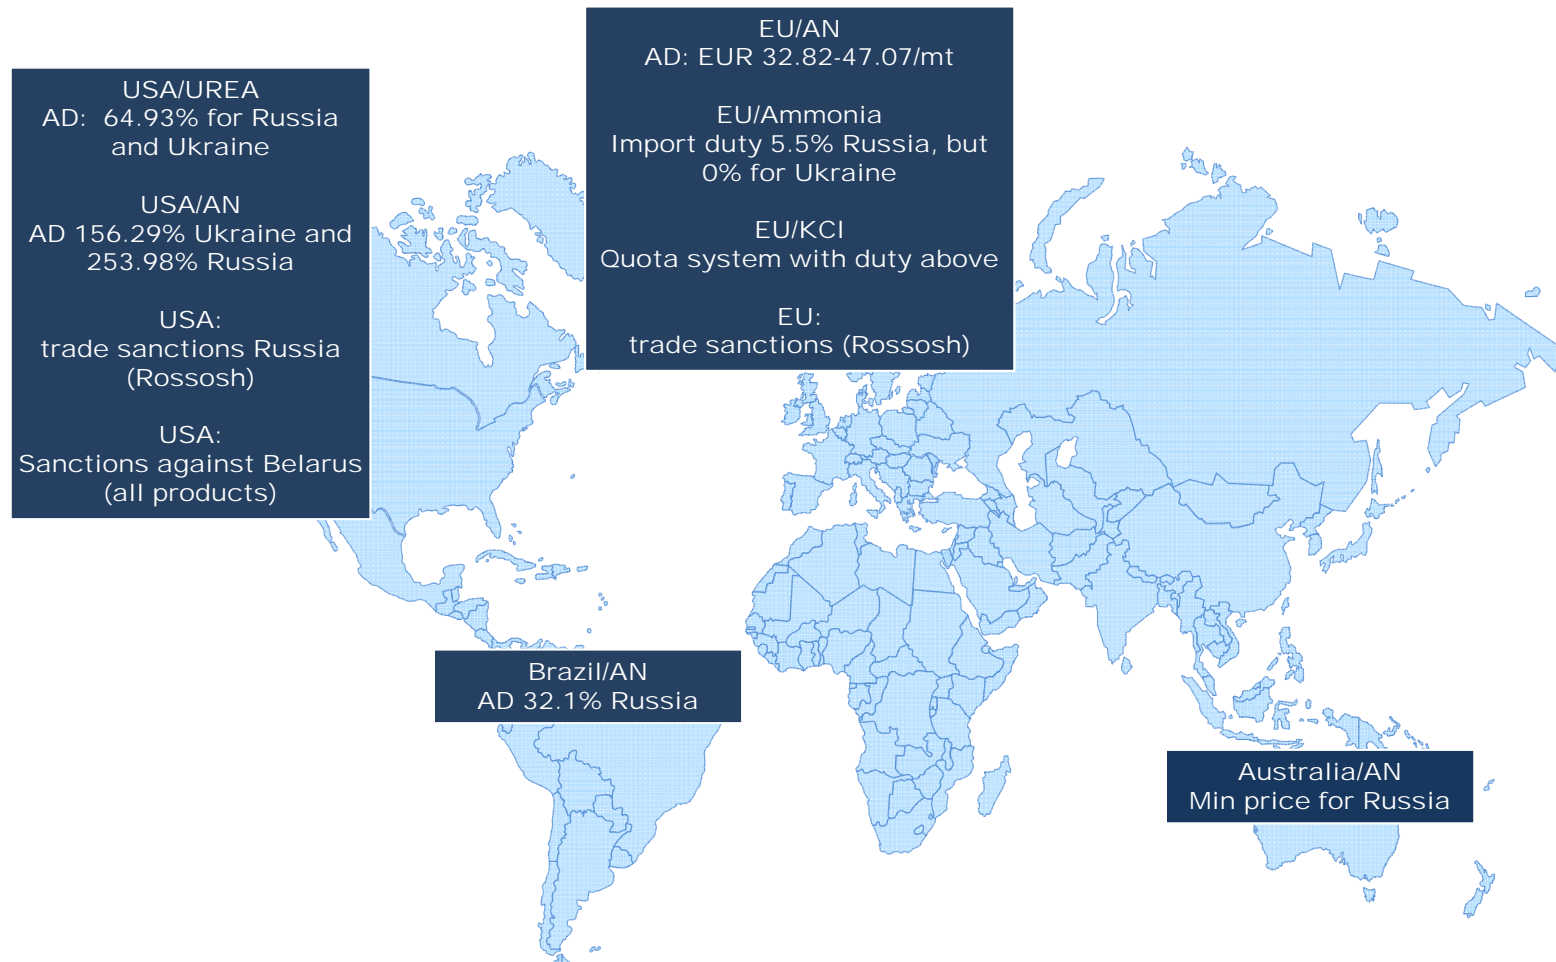 USA/UREA
AD: 64.93% for Russia
and Ukraine
USA/AN
AD 156.29% Ukraine and
253.98% Russia
USA:
trade sanctions Russia
(Rossosh)
USA:
Sanctions against Belarus
(all products)
EU/AN
AD: EUR 32.82-47.07/mt
EU/Ammonia
Import duty 5.5% Russia, but
0% for Ukraine
EU/KCl
Quota system with duty above
EU:
trade sanctions (Rossosh)
Brazil/AN
AD 32.1% Russia
Australia/AN
Min price for Russia